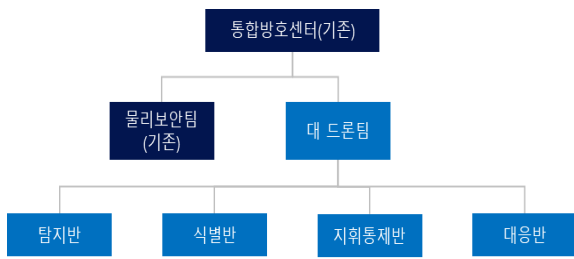 통합방호센터(기존)
물리보안팀
(기존)
대 드론팀
탐지반
식별반
지휘통제반
대응반